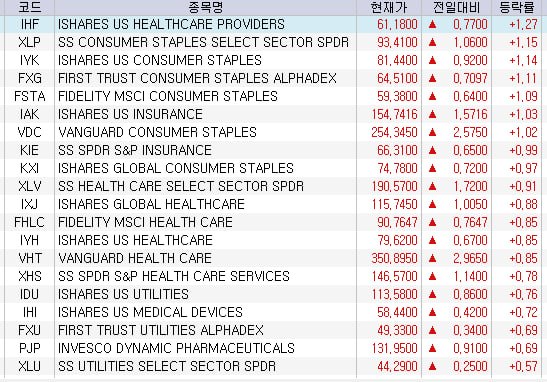 코드 종목명 현재가 전일대비 등락률
IHF ISHARES US HEALTHCARE PROVIDERS 61,1800 ▲ 0,7700 +1,27
XLP SS CONSUMER STAPLES SELECT SECTOR SPDR 93,4100 ▲ 1,0600 +1,15
IYK ISHARES US CONSUMER STAPLES 81,4400 ▲ 0,9200 +1,14
FXG FIRST TRUST CONSUMER STAPLES ALPHADEX 64,5100 ▲ 0,7097 +1,11
FSTA FIDELITY MSCI CONSUMER STAPLES 59,3800 ▲ 0,6400 +1,09
IAK ISHARES US INSURANCE 154,7416 ▲ 1,5716 +1,03
VDC VANGUARD CONSUMER STAPLES 254,3450 ▲ 2,5750 +1,02
KIE SS SPDR S&P INSURANCE 66,3100 ▲ 0,6500 +0,99
KXI ISHARES GLOBAL CONSUMER STAPLES 74,7800 ▲ 0,7200 +0,97
XLV SS HEALTH CARE SELECT SECTOR SPDR 190,5700 ▲ 1,7200 +0,91
IXJ ISHARES GLOBAL HEALTHCARE 115,7450 ▲ 1,0050 +0,88
FHLC FIDELITY MSCI HEALTH CARE 90,7647 ▲ 0,7647 +0,85
IYH ISHARES US HEALTHCARE 79,6200 ▲ 0,6700 +0,85
VHT VANGUARD HEALTH CARE 350,8950 ▲ 2,9650 +0,85
XHS SS SPDR S&P HEALTH CARE SERVICES 146,5700 ▲ 1,1400 +0,78
IDU ISHARES US UTILITIES 113,5800 ▲ 0,8600 +0,76
IHI ISHARES US MEDICAL DEVICES 58,4400 ▲ 0,4200 +0,72
FXU FIRST TRUST UTILITIES ALPHADEX 49,3300 ▲ 0,3400 +0,69
PJP INVESCO DYNAMIC PHARMACEUTICALS 131,9500 ▲ 0,9100 +0,69
XLU SS UTILITIES SELECT SECTOR SPDR 44,2900 ▲ 0,2500 +0,57